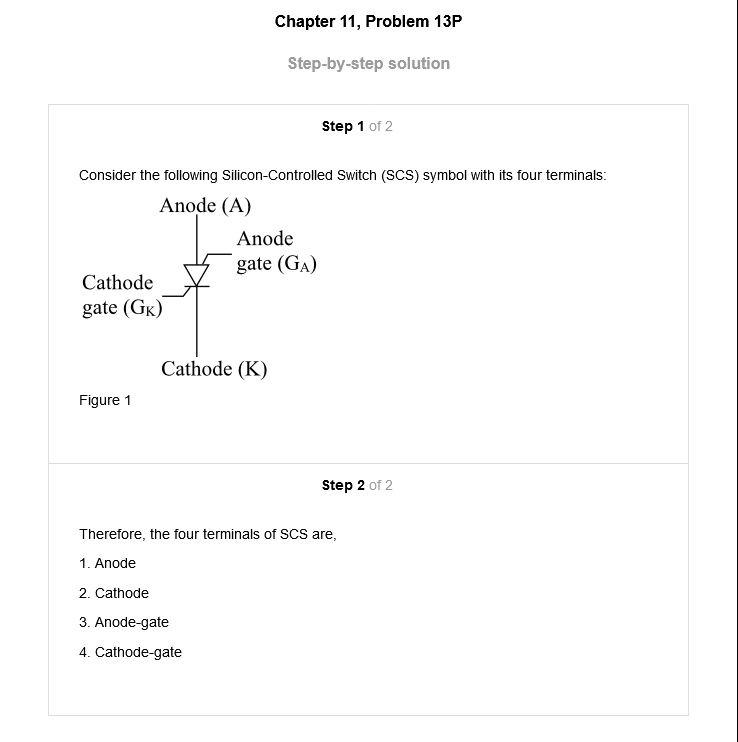 Chapter 11, Problem 13P
Step-by-step solution
Step 1 of 2
Consider the following Silicon-Controlled Switch (SCS) symbol with its four terminals:
Anode (A)
Anode
gate (GA)
Cathode
gate (GK)
Cathode (K)
Figure 1
Step 2 of 2
Therefore, the four terminals of SCS are,
1. Anode
2. Cathode
3. Anode-gate
4. Cathode-gate